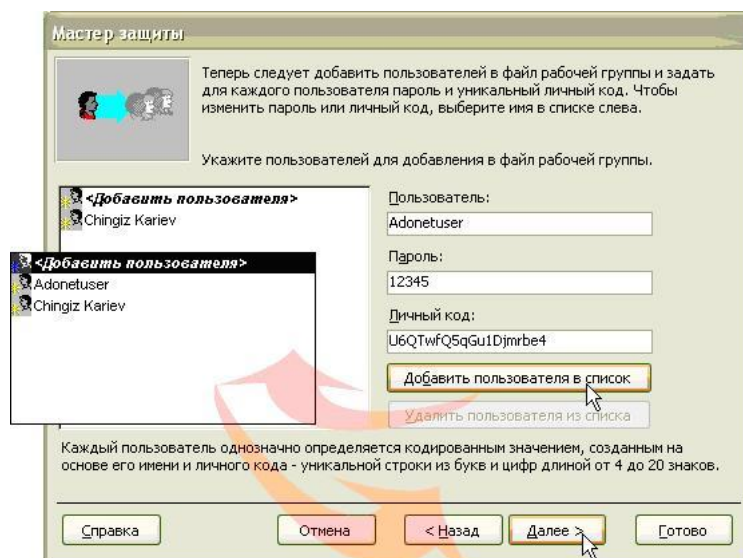 Мастер защиты
Теперь следует добавить пользователей в файл рабочей группы и задать
для каждого пользователя пароль и уникальный личный код. Чтобы
изменить пароль или личный код, выберите имя в списке слева.
Укажите пользователей для добавления в файл рабочей группы.
<Добавить пользователя>
Chingiz Kariev
<Добавить пользователя>
Adonetuser
Chingiz Kariev
Пользователь:
Adonetuser
Пароль:
12345
Личный код:
U6QTwfQ5qGu1Djmrbe4
Добавить пользователя в список
Удалить пользователя из списка
Каждый пользователь однозначно определяется кодированным значением, созданным на
основе его имени и личного кода - уникальной строки из букв и цифр длиной от 4 до 20 знаков.
Справка
Отмена
< Назад
Далее >
Готово